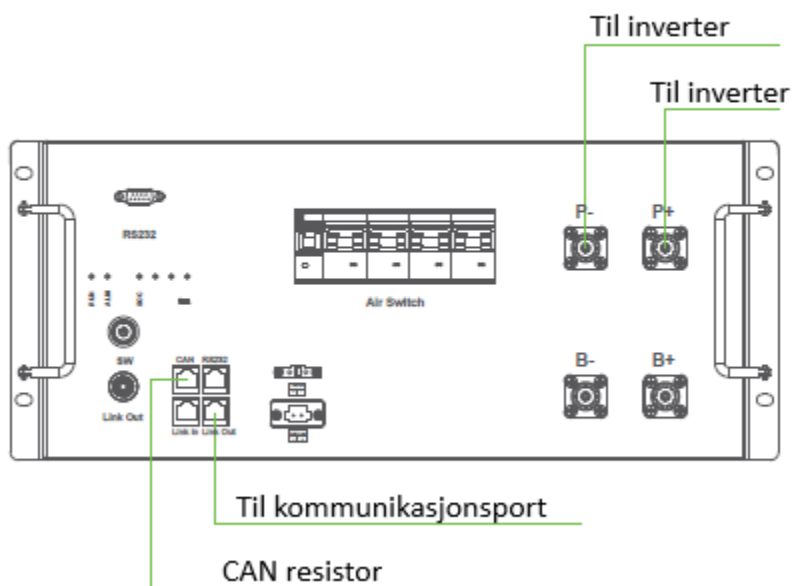 Til inverter
Til inverter
P- P+
RS232
Air Switch
SW
CAN RS232
B- B+
Link Out
Link In Link Out
Til kommunikasjonsport
CAN resistor